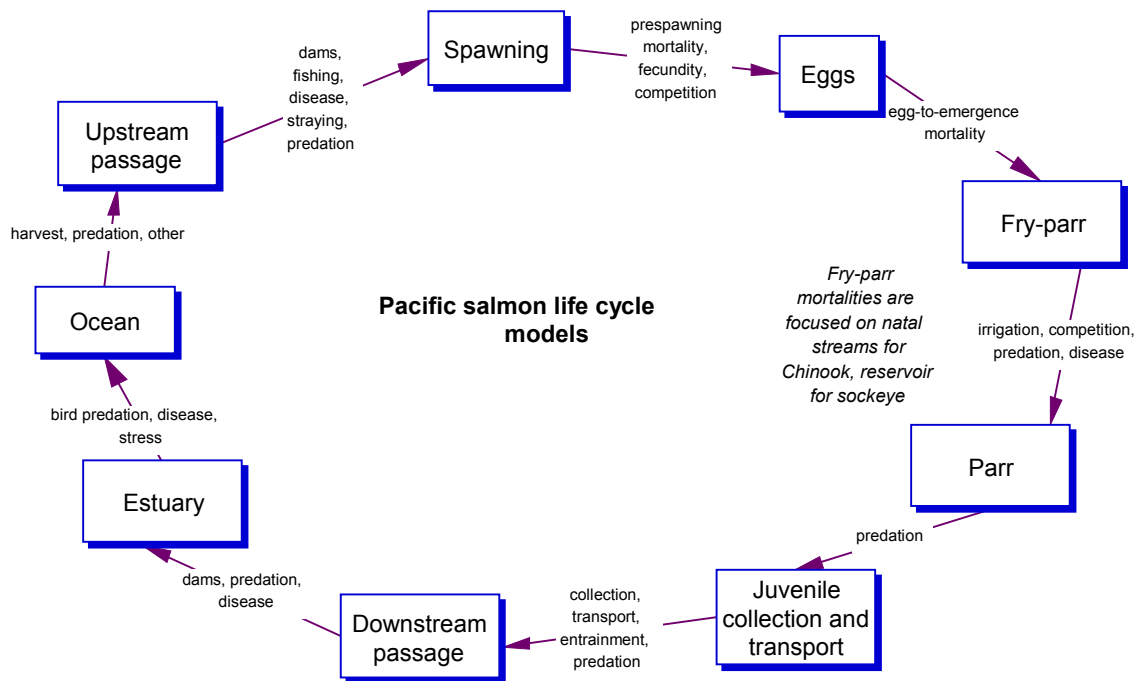 Spawning
prespawning
mortality,
fecundity,
competition
Eggs
egg-to-emergence
mortality
Fry-parr
irrigation, competition,
predation, disease
Parr
predation
Juvenile
collection and
transport
collection,
transport,
entrainment,
predation
Downstream
passage
dams, predation,
disease
Estuary
bird predation, disease,
stress
Ocean
harvest, predation, other
Upstream
passage
dams,
fishing,
disease,
straying,
predation
Pacific salmon life cycle
models
Fry-parr
mortalities are
focused on natal
streams for
Chinook, reservoir
for sockeye